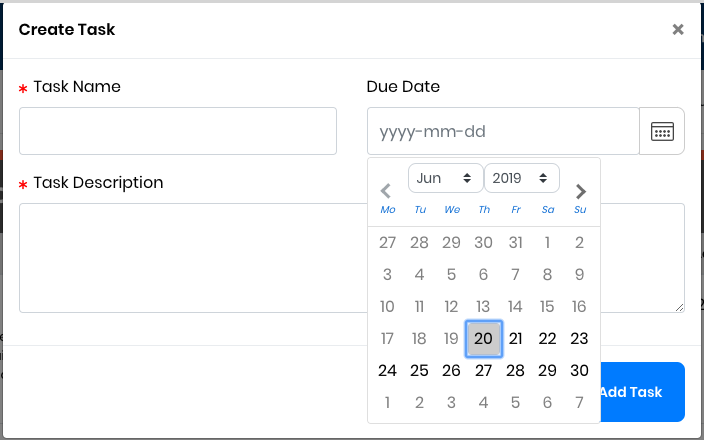 Create Task ×
* Task Name
Due Date
yyyy-mm-dd
* Task Description
Jun 2019
Mo Tu We Th Fr Sa Su
27 28 29 30 31 1 2
3 4 5 6 7 8 9
10 11 12 13 14 15 16
17 18 19 20 21 22 23
24 25 26 27 28 29 30
1 2 3 4 5 6 7
Add Task